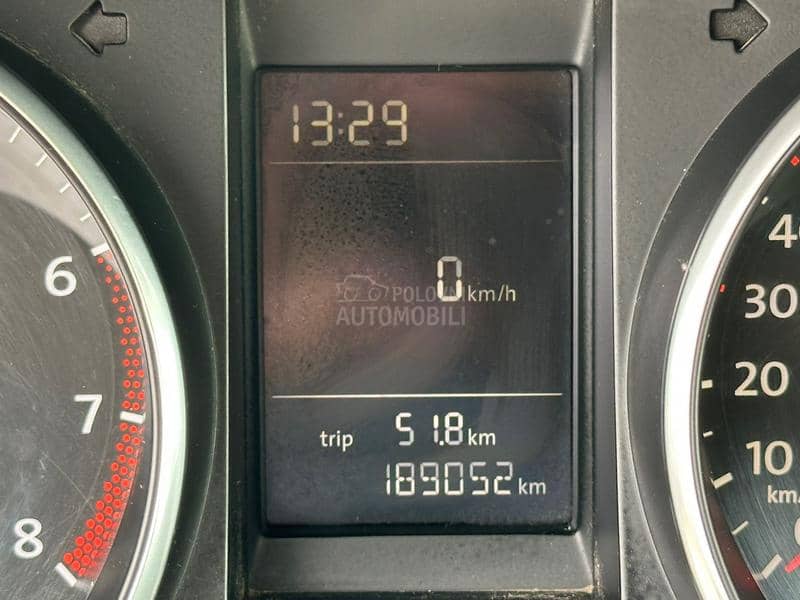 13:29
0 km/h
POLOVNI
AUTOMOBILI
trip 51.8 km
189052 km
6
7
8
40
30
20
10
km/